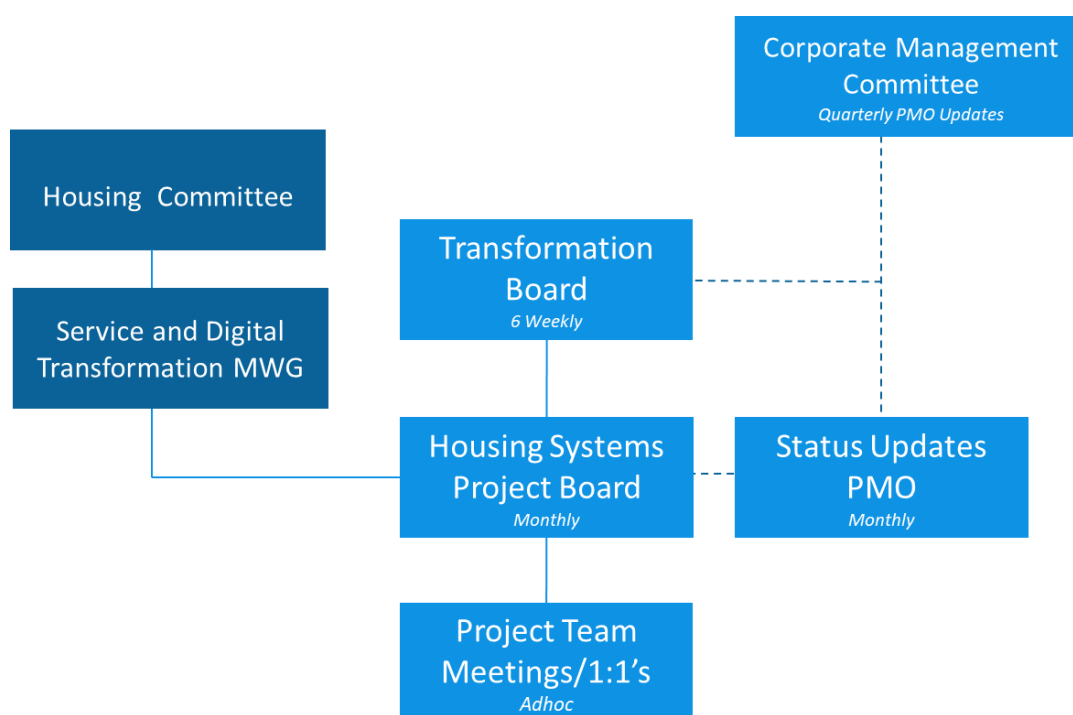 Corporate Management
Committee
Quarterly PMO Updates
Housing Committee
Transformation
Board
6 Weekly
Service and Digital
Transformation MWG
Housing Systems
Project Board
Monthly
Status Updates
PMO
Monthly
Project Team
Meetings/1:1’s
Adhoc